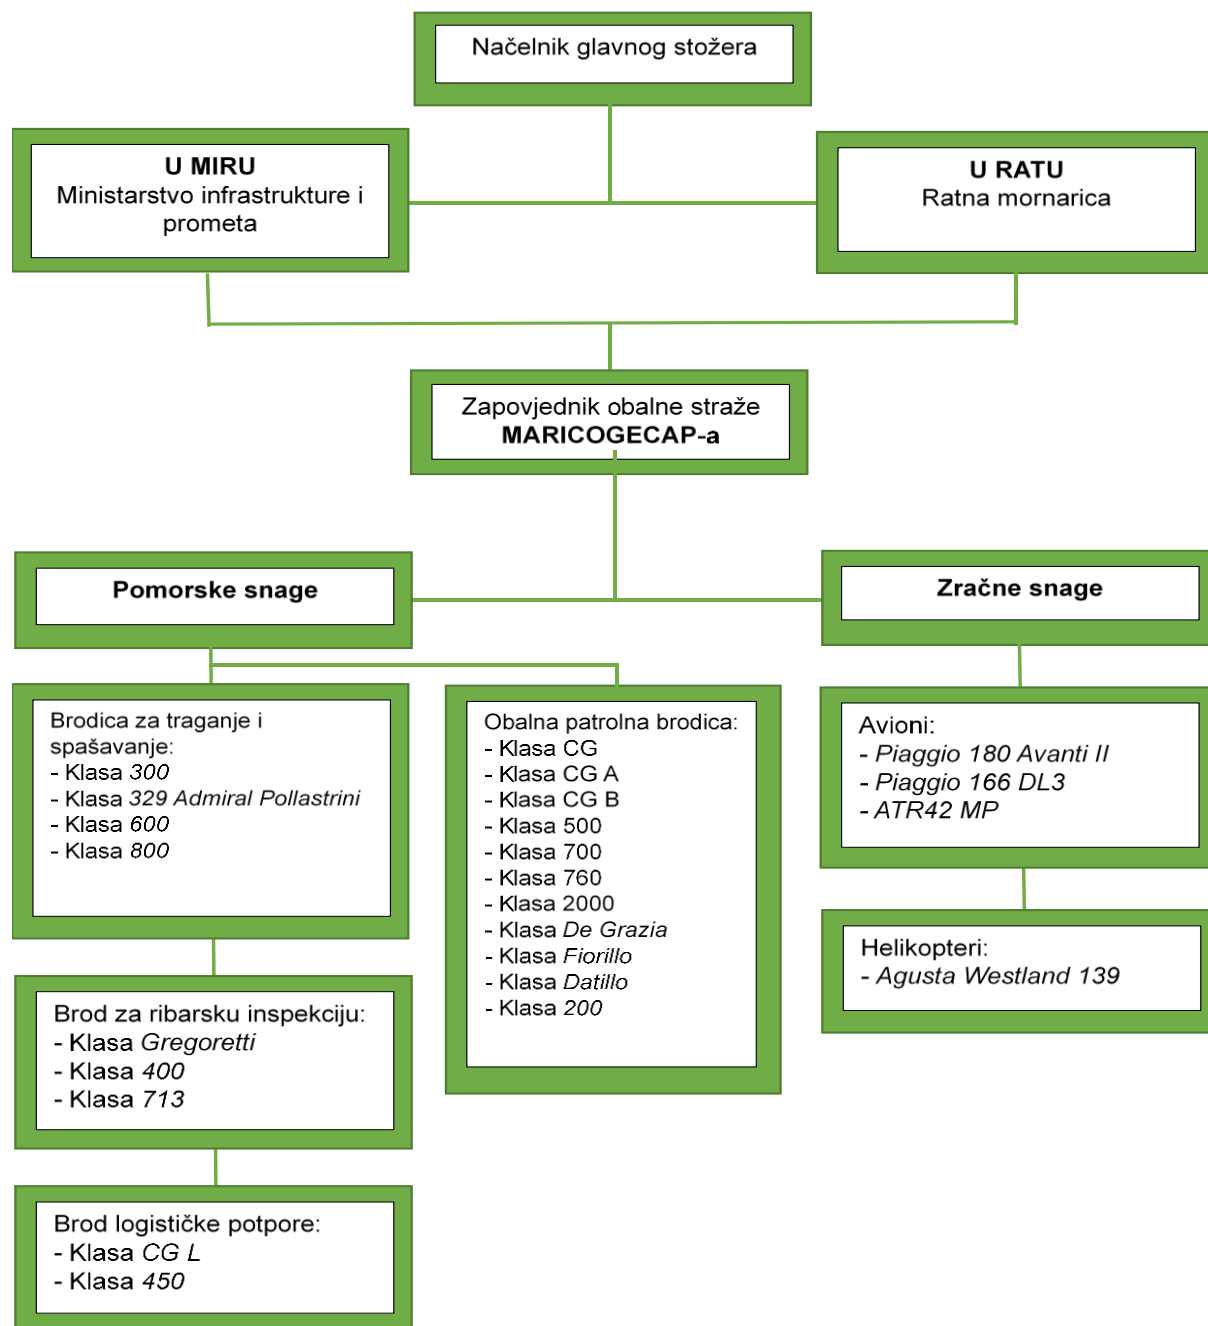 Načelnik glavnog stožera
U MIRU
Ministarstvo infrastrukture i
prometa
U RATU
Ratna mornarica
Zapovjednik obalne straže
MARICOGECAP-a
Pomorske snage
Zračne snage
Brodica za traganje i
spašavanje:
- Klasa 300
- Klasa 329 Admiral Pollastrini
- Klasa 600
- Klasa 800
Obalna patrolna brodica:
- Klasa CG
- Klasa CG A
- Klasa CG B
- Klasa 500
- Klasa 700
- Klasa 760
- Klasa 2000
- Klasa De Grazia
- Klasa Fiorillo
- Klasa Datillo
- Klasa 200
Avioni:
- Piaggio 180 Avanti II
- Piaggio 166 DL3
- ATR42 MP
Helikopteri:
- Agusta Westland 139
Brod za ribarsku inspekciju:
- Klasa Gregoretti
- Klasa 400
- Klasa 713
Brod logističke potpore:
- Klasa CG L
- Klasa 450